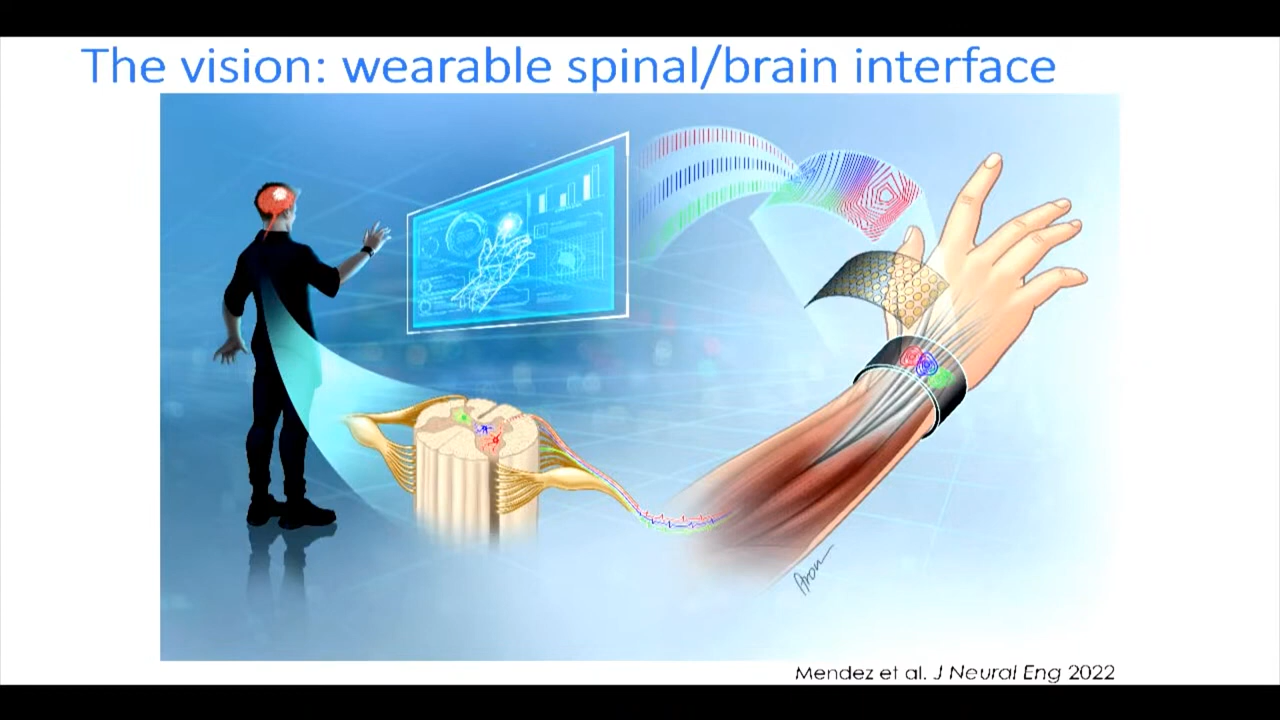 The vision: wearable spinal/brain interface
Mendez et al. J Neural Eng 2022